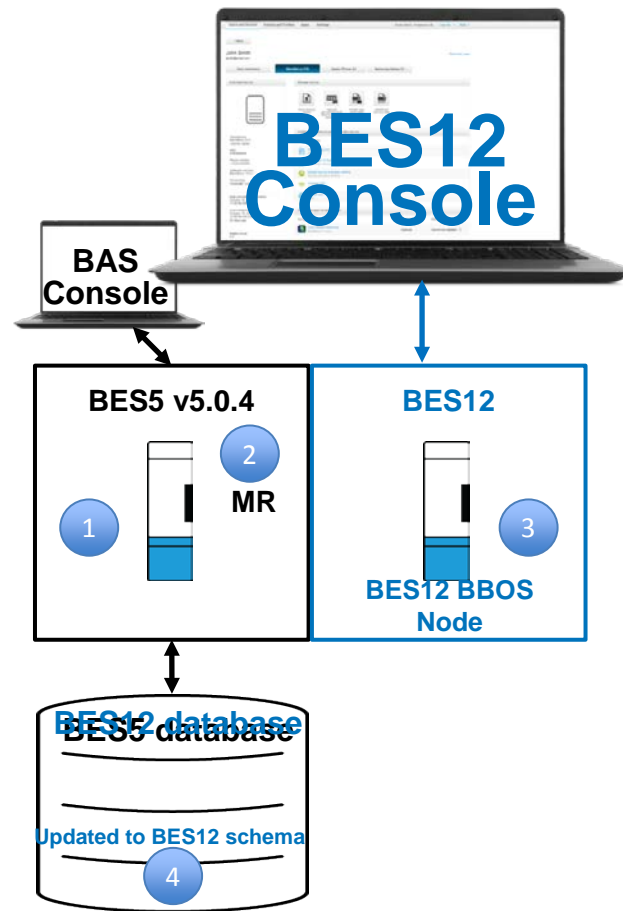 BES12
Console
BAS
Console
BES5 v5.0.4
BES12
2
MR
1
3
BES12 BBOS
Node
BES12 database
BES5 database
Updated to BES12 schema
4